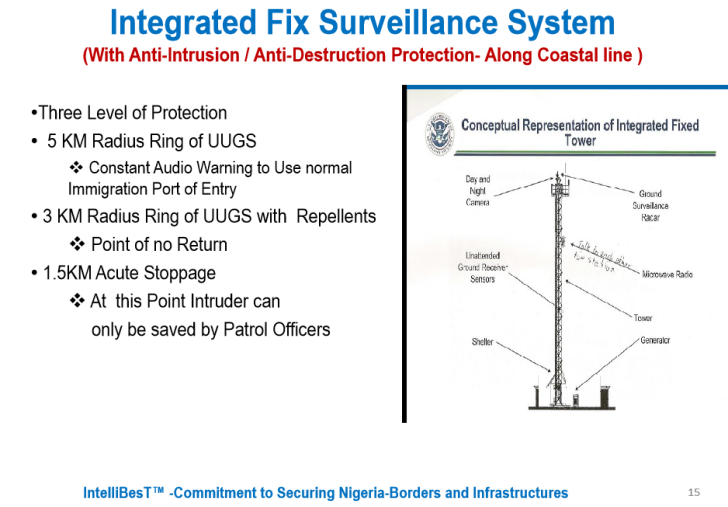 Integrated Fix Surveillance System
(With Anti-Intrusion / Anti-Destruction Protection- Along Coastal line )
•Three Level of Protection
• 5 KM Radius Ring of UUGS
❖ Constant Audio Warning to Use normal
Immigration Port of Entry
• 3 KM Radius Ring of UUGS with Repellents
❖ Point of no Return
• 1.5KM Acute Stoppage
❖ At this Point Intruder can
only be saved by Patrol Officers
Conceptual Representation of Integrated Fixed
Tower
Day and
Night
Camera
Ground
Surveillance
Racar
Unattended
Ground Receiver
Sensors
Talk to each other
Microwave Radio
Tower
Shelter
Generator
IntelliBesT™ -Commitment to Securing Nigeria-Borders and Infrastructures
15